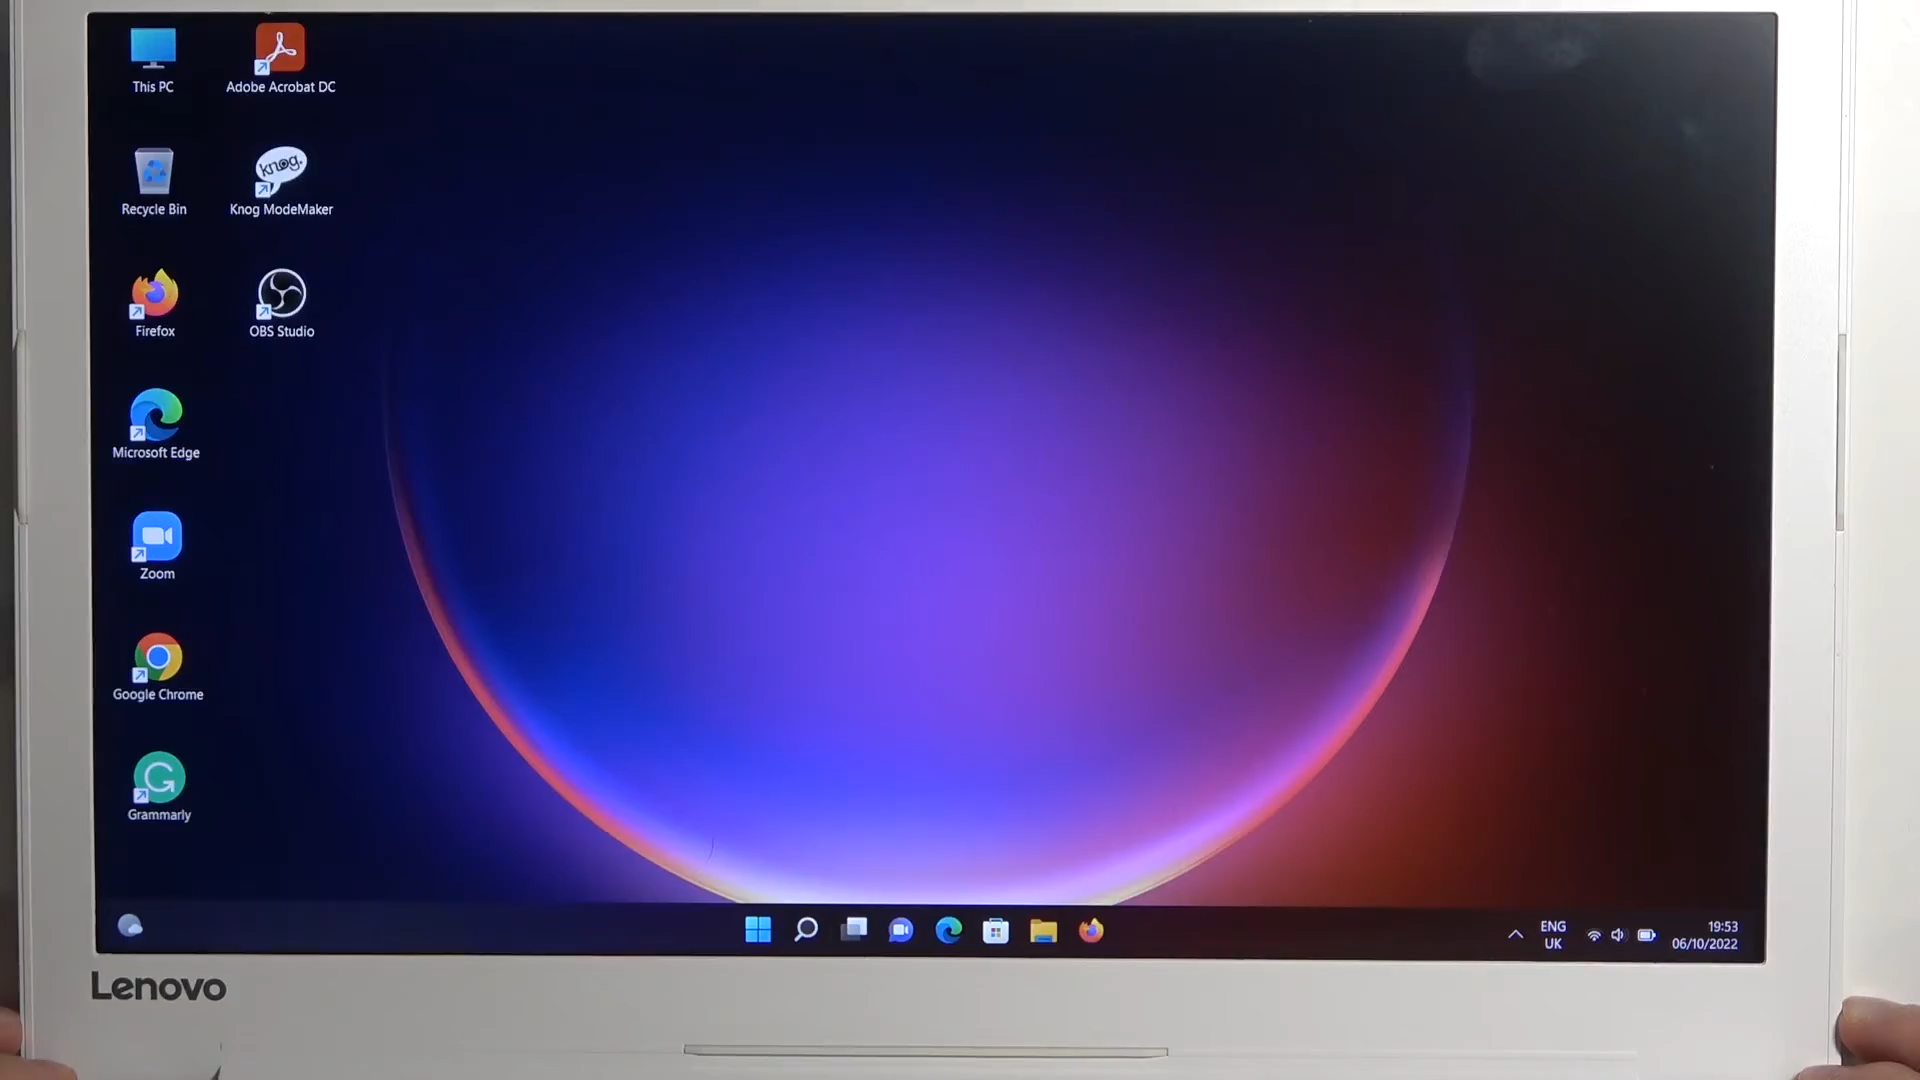 This PC
Adobe Acrobat DC
Recycle Bin
knog.
Knog ModeMaker
Firefox
OBS Studio
Microsoft Edge
Zoom
Google Chrome
G
Grammarly
ENG
UK
19:53
06/10/2022
Lenovo